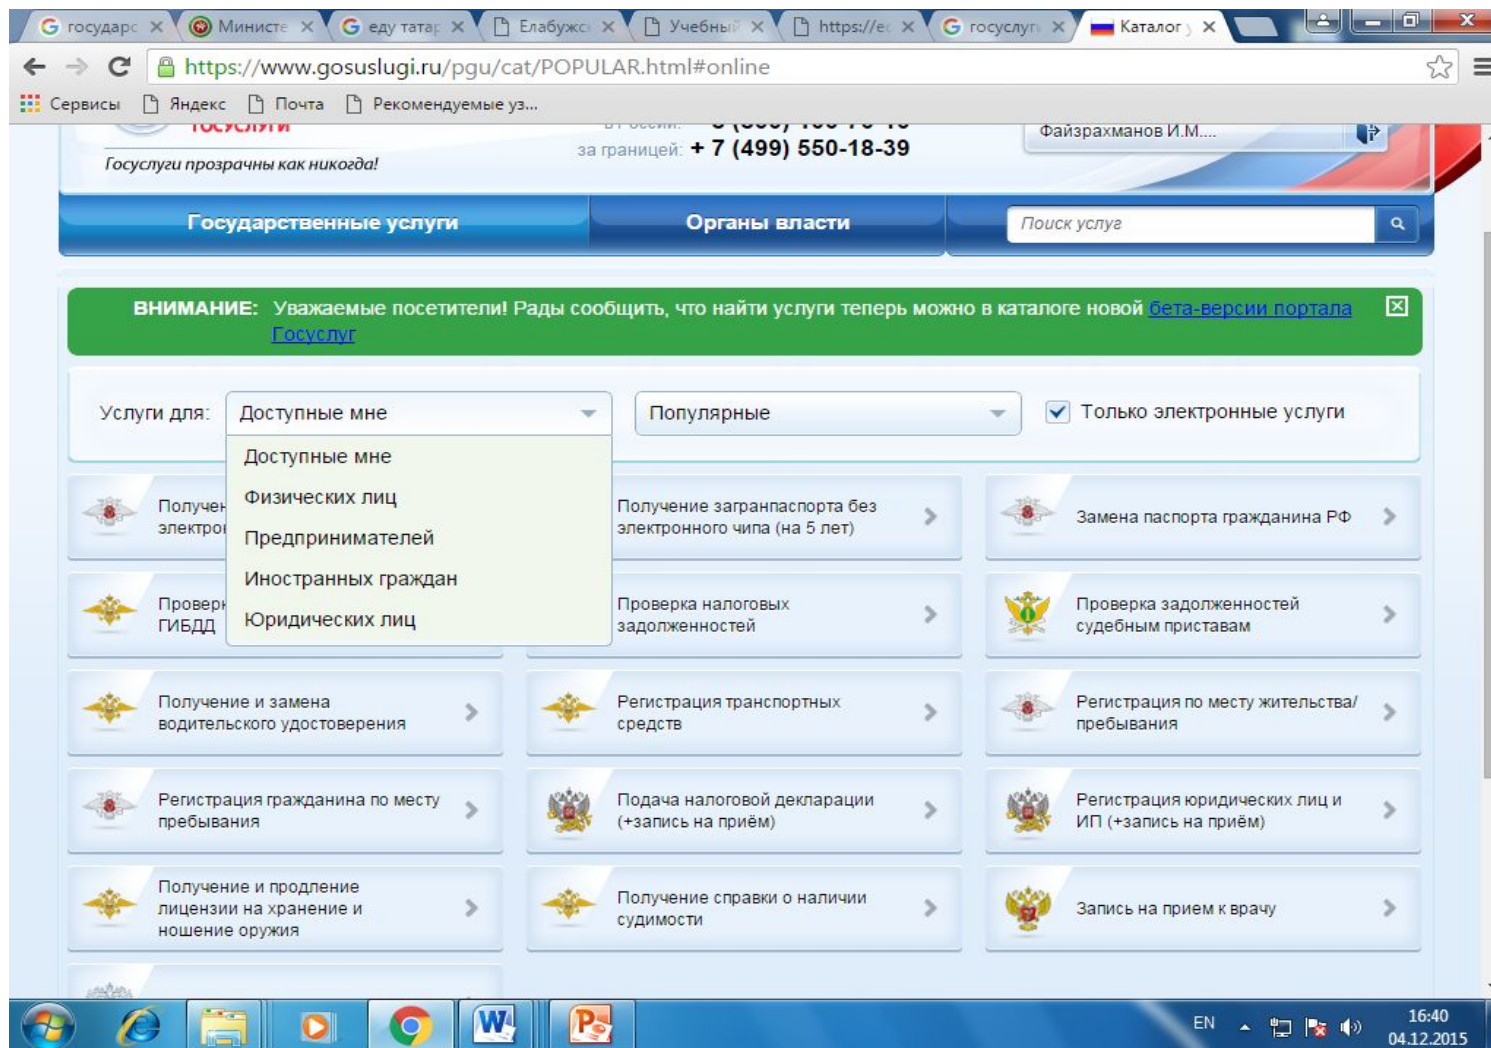 государс
Министе
еду татар
Елабужс
Учебный
https://ес
госуслуги
Каталог у
https://www.gosuslugi.ru/pgu/cat/POPULAR.html#online
Сервисы
Яндекс
Почта
Рекомендуемые уз...
госуслуги
Файзрахманов И.М....
Госуслуги прозрачны как никогда!
за границей: + 7 (499) 550-18-39
Государственные услуги
Органы власти
Поиск услуг
ВНИМАНИЕ: Уважаемые посетители! Рады сообщить, что найти услуги теперь можно в каталоге новой бета-версии портала
Госуслуг
Услуги для:
Доступные мне
Популярные
Только электронные услуги
Доступные мне
Физических лиц
Предпринимателей
Иностранных граждан
Юридических лиц
Получен
электрон
Получение загранпаспорта без
электронного чипа (на 5 лет)
Замена паспорта гражданина РФ
Проверк
ГИБДД
Проверка налоговых
задолженностей
Проверка задолженностей
судебным приставам
Получение и замена
водительского удостоверения
Регистрация транспортных
средств
Регистрация по месту жительства/
пребывания
Регистрация гражданина по месту
пребывания
Подача налоговой декларации
(+запись на приём)
Регистрация юридических лиц и
ИП (+запись на приём)
Получение и продление
лицензии на хранение и
ношение оружия
Получение справки о наличии
судимости
Запись на прием к врачу
EN
16:40
04.12.2015